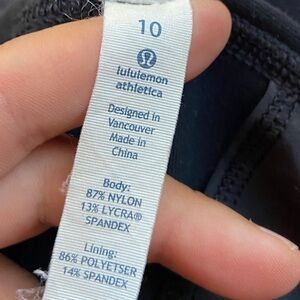 10
lululemon
athletica
Designed in
Vancouver
Made in
China
Body:
87% NYLON
13% LYCRA®
SPANDEX
Lining:
86% POLYETSER
14% SPANDEX